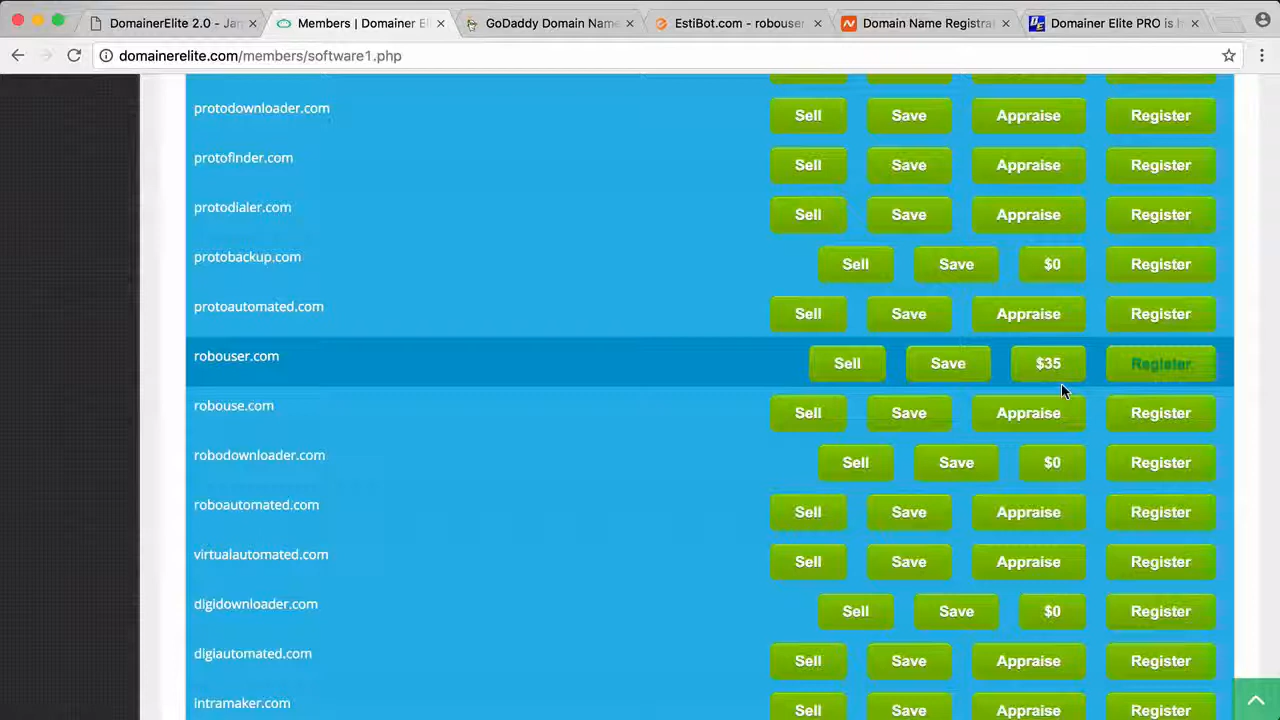 DomainerElite 2.0 - Jam
Members | Domainer E
GoDaddy Domain Name
EstiBot.com - robouser
Domain Name Registra
Domainer Elite PRO is
domainerelite.com/members/software1.php
protodownloader.com Sell Save Appraise Register
protofinder.com Sell Save Appraise Register
protodialer.com Sell Save Appraise Register
protobackup.com Sell Save $0 Register
protoautomated.com Sell Save Appraise Register
robouser.com Sell Save $35 Register
robouse.com Sell Save Appraise Register
robodownloader.com Sell Save $0 Register
roboautomated.com Sell Save Appraise Register
virtualautomated.com Sell Save Appraise Register
digidownloader.com Sell Save $0 Register
digiautomated.com Sell Save Appraise Register
intramaker.com Sell Save Appraise Register